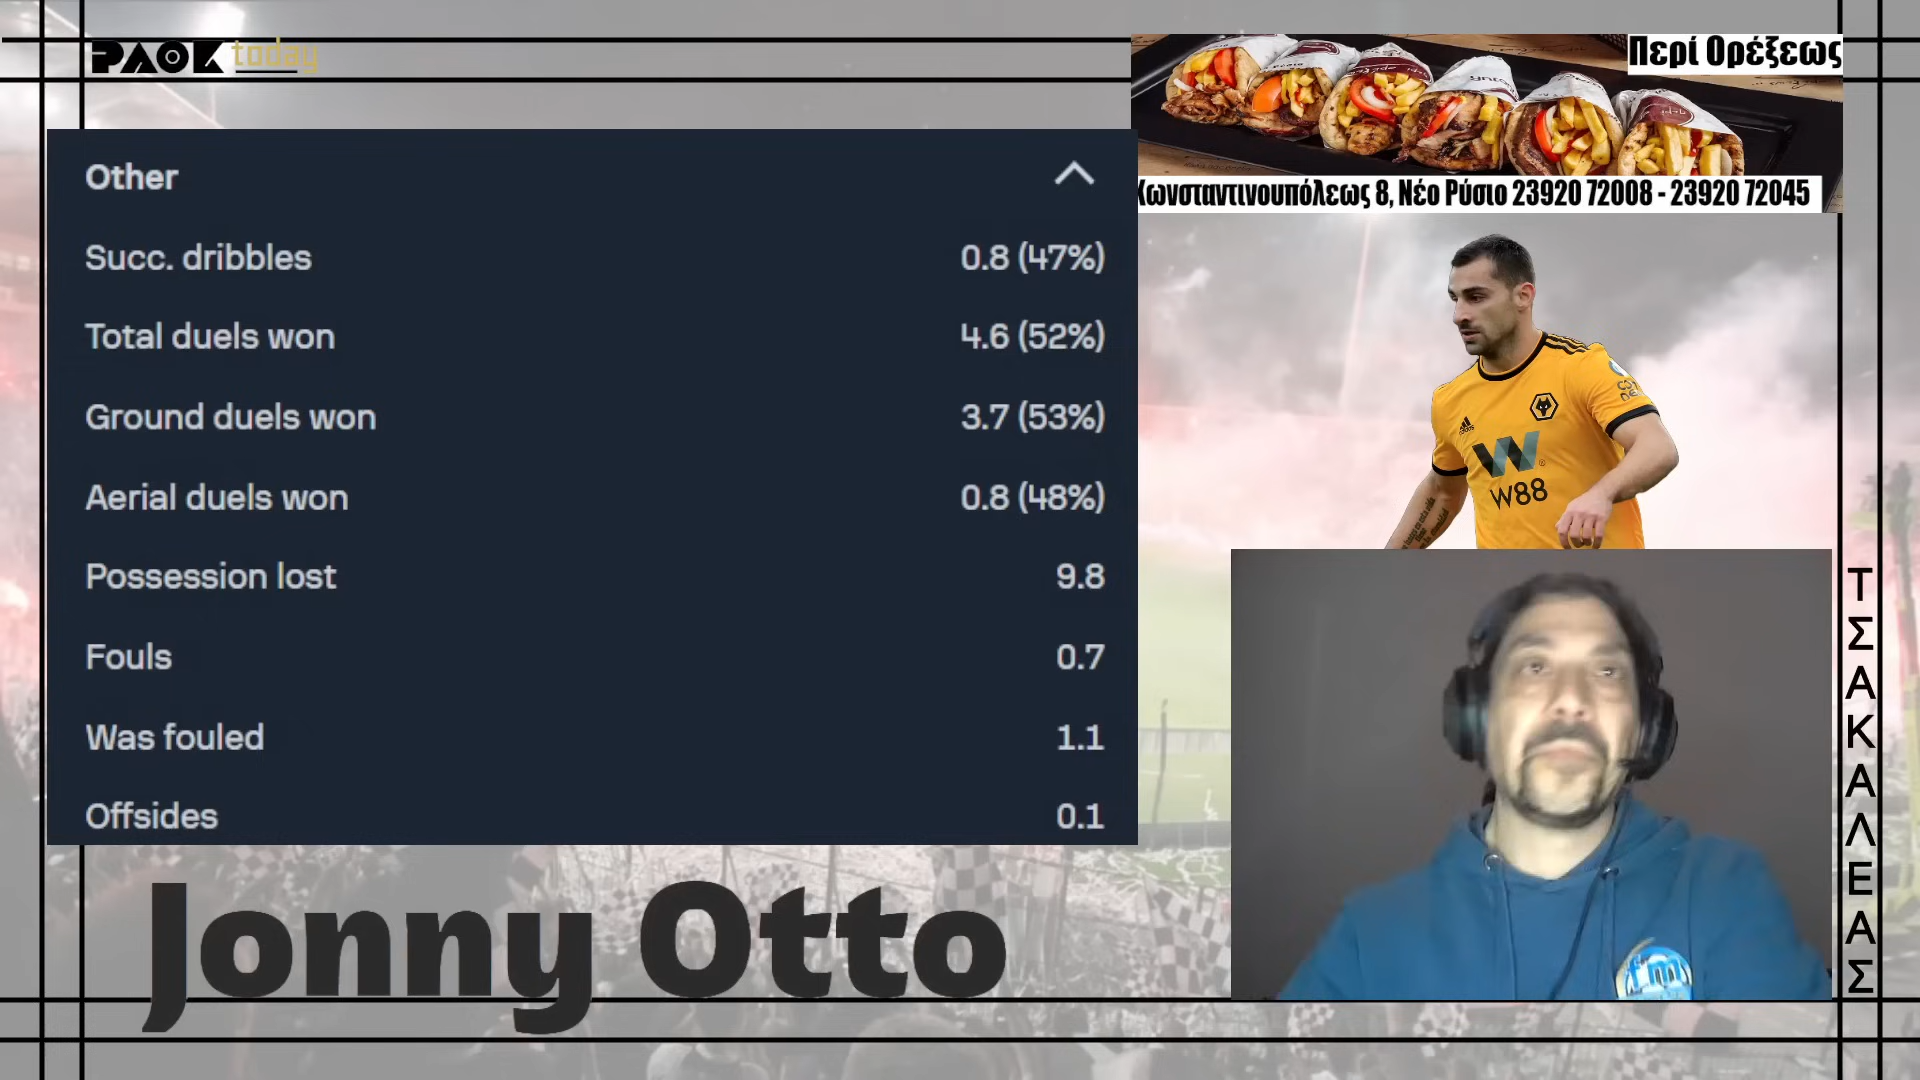 PAOK today
Περί Ορέξεως
Κωνσταντινουπόλεως 8, Νέο Ρύσιο 23920 72008 - 23920 72045
Other
Succ. dribbles 0.8 (47%)
Total duels won 4.6 (52%)
Ground duels won 3.7 (53%)
Aerial duels won 0.8 (48%)
Possession lost 9.8
Fouls 0.7
Was fouled 1.1
Offsides 0.1
adidas
W88
fm
Jonny Otto
ΤΣΑΚΑΛΕΑΣ